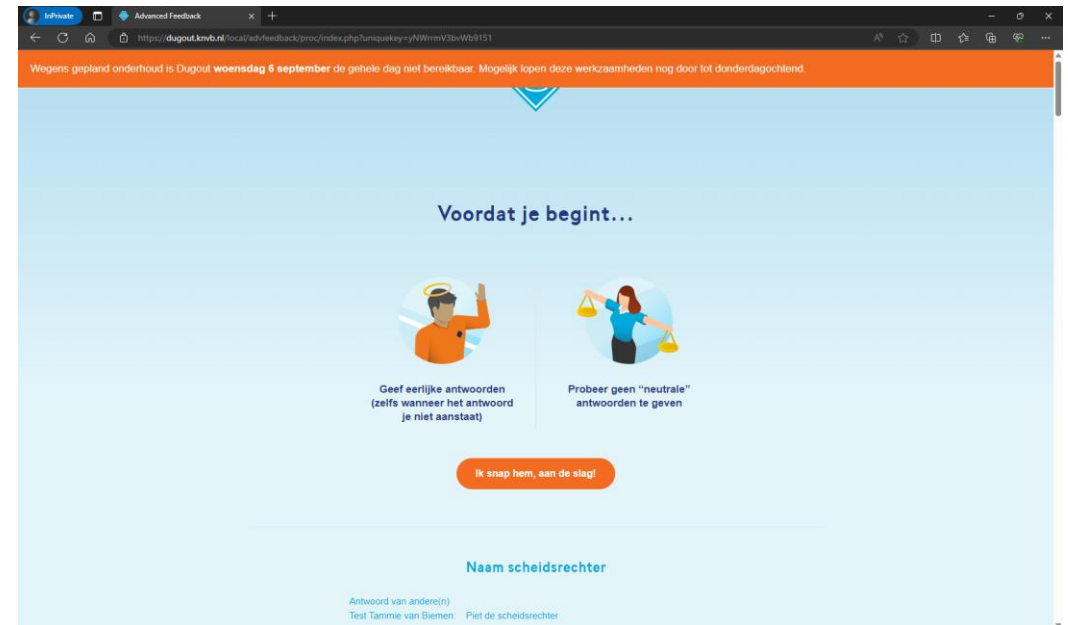 InPrivate
Advanced Feedback
https://dugout.knvb.nl/local/advfeedback/proc/index.php?uniquekey=yNWrrmV3bvWb9151
Wegens gepland onderhoud is Dugout woensdag 6 september de gehele dag niet bereikbaar. Mogelijk lopen deze werkzaamheden nog door tot donderdagochtend.
Voordat je begint...
Geef eerlijke antwoorden
(zelfs wanneer het antwoord
je niet aanstaat)
Probeer geen “neutrale”
antwoorden te geven
Ik snap hem, aan de slag!
Naam scheidsrechter
Antwoord van andere(n)
Test Tammie van Biemen: Piet de scheidsrechter